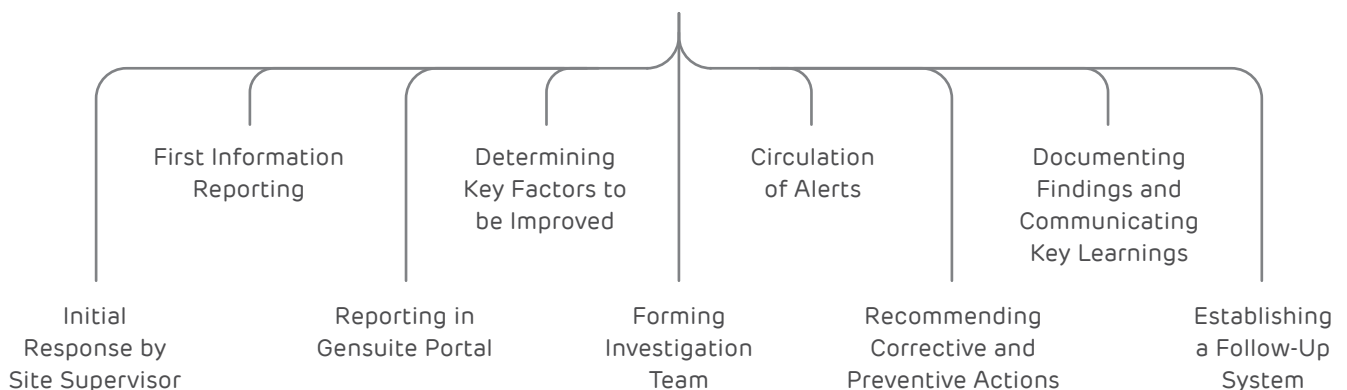 First Information
Reporting
Determining
Key Factors to
be Improved
Circulation
of Alerts
Documenting
Findings and
Communicating
Key Learnings
Initial
Response by
Site Supervisor
Reporting in
Gensuite Portal
Forming
Investigation
Team
Recommending
Corrective and
Preventive Actions
Establishing
a Follow-Up
System